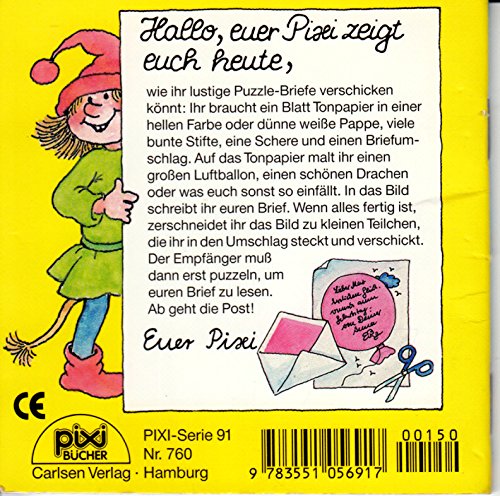 Hallo, euer Pixi zeigt
euch heute,
wie ihr lustige Puzzle-Briefe verschicken
könnt: Ihr braucht ein Blatt Tonpapier in einer
hellen Farbe oder dünne weiße Pappe, viele
bunte Stifte, eine Schere und einen Briefum-
schlag. Auf das Tonpapier malt ihr einen
großen Luftballon, einen schönen Drachen
oder was euch sonst so einfällt. In das Bild
schreibt ihr euren Brief. Wenn alles fertig ist,
zerschneidet ihr das Bild zu kleinen Teilchen,
die ihr in den Umschlag steckt und verschickt.
Der Empfänger muß
dann erst puzzeln, um
euren Brief zu lesen.
Ab geht die Post!
Euer Pixi
Lieber Max
CE
pixi
BÜCHER
Carlsen Verlag · Hamburg
PIXI-Serie 91
Nr. 760
00150
9 783551 056917